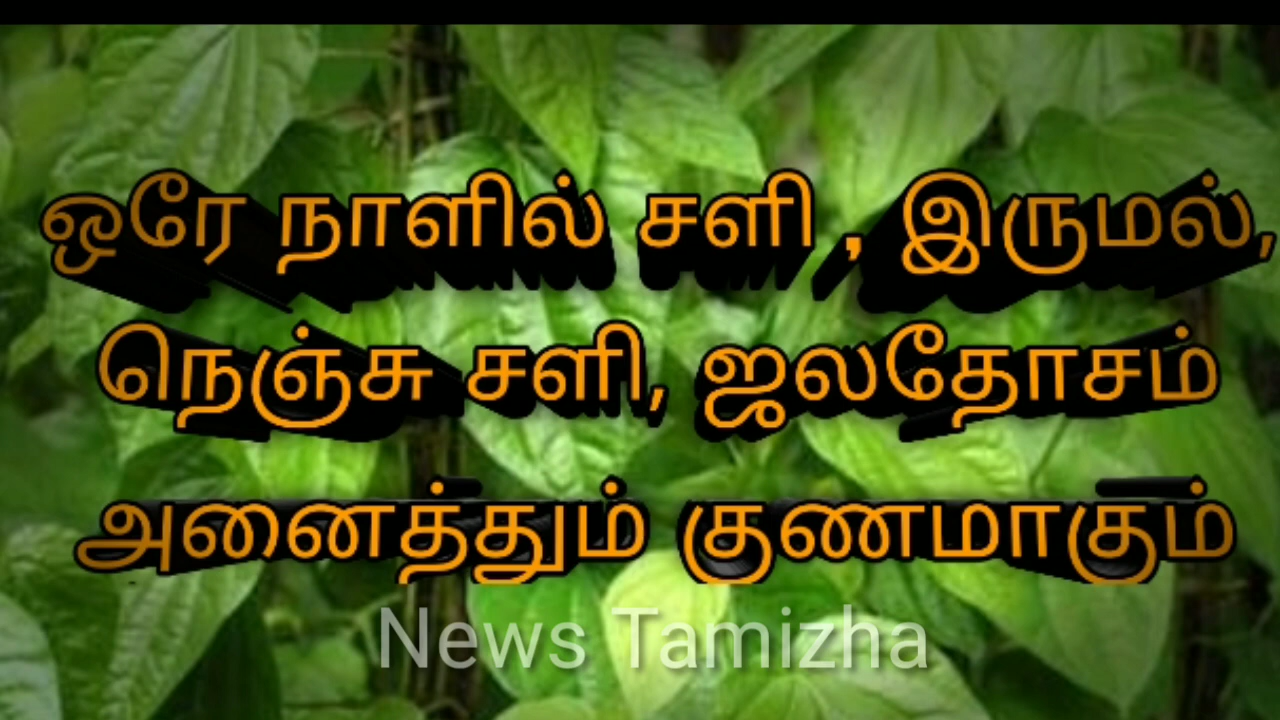 ஒரே நாளில் சளி , இருமல்,
நெஞ்சு சளி, ஜலதோசம்
அனைத்தும் குணமாகும்
News Tamizha